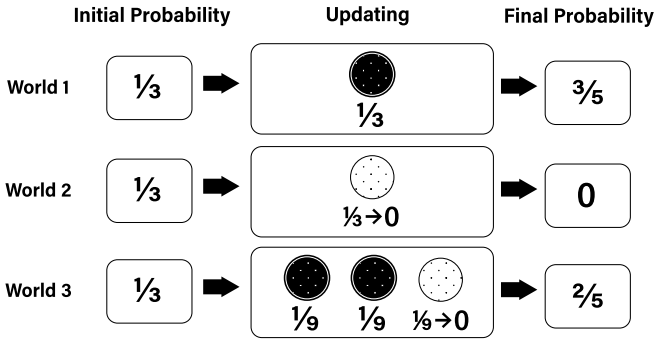 Initial Probability Updating Final Probability
World 1 ⅓ ⅓ ⅗
World 2 ⅓ ⅓→0 0
World 3 ⅓ ⅑ ⅑ ⅑→0 ⅖